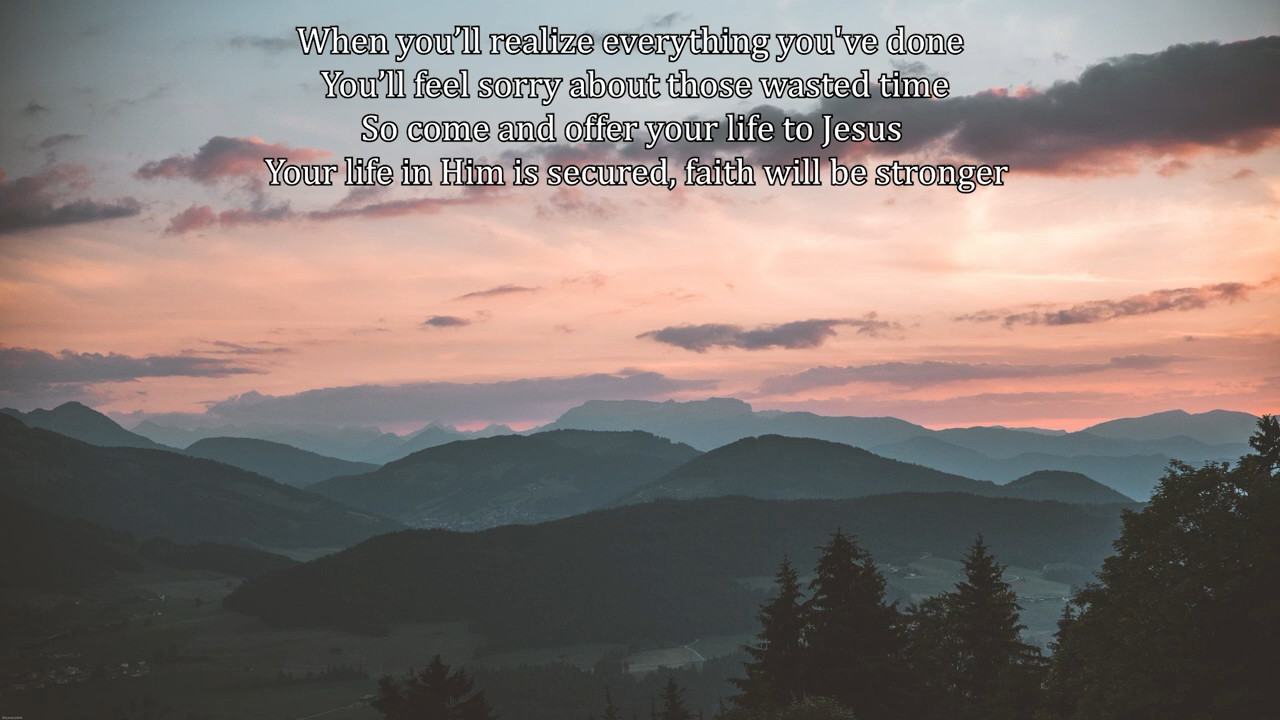 When you’ll realize everything you've done
You’ll feel sorry about those wasted time
So come and offer your life to Jesus
Your life in Him is secured, faith will be stronger